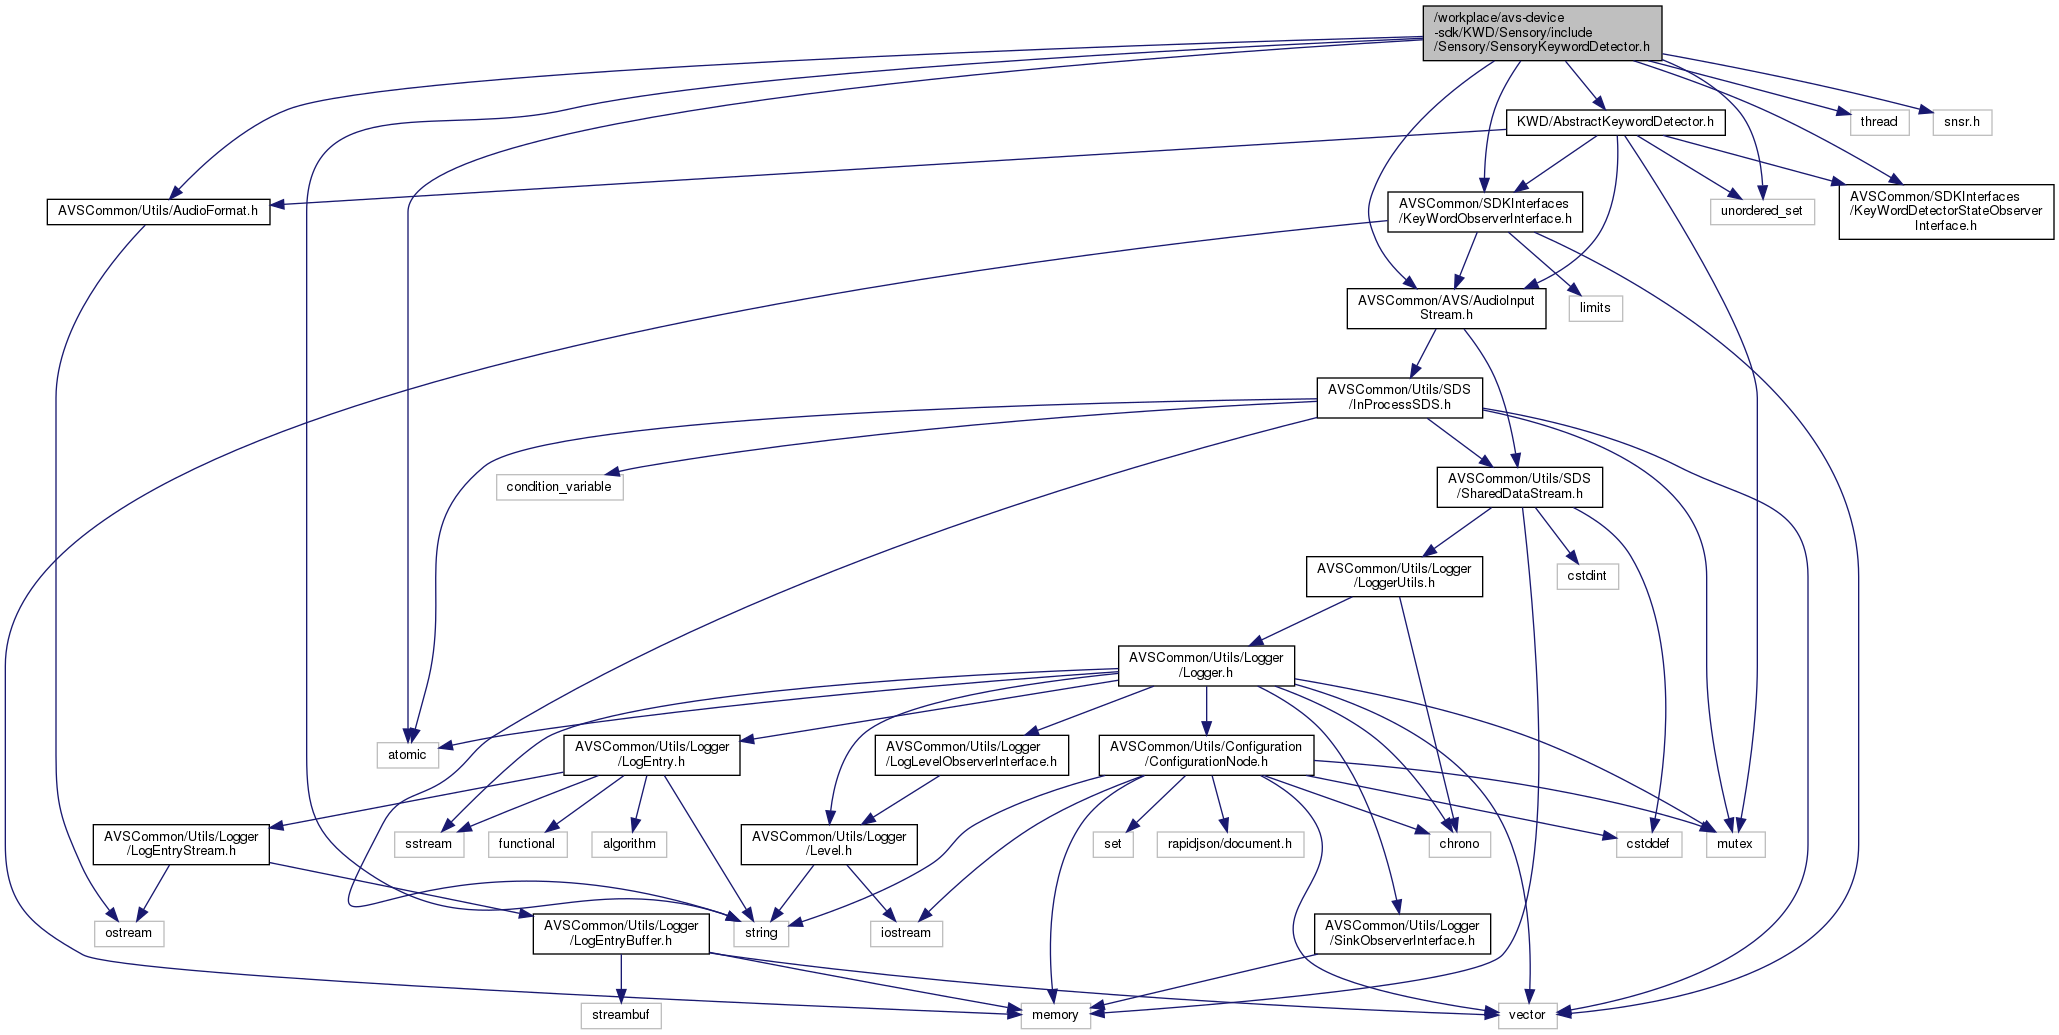 /workplace/avs-device
-sdk/KWD/Sensory/include
/Sensory/SensoryKeywordDetector.h
KWD/AbstractKeywordDetector.h
thread
snsr.h
AVSCommon/Utils/AudioFormat.h
AVSCommon/SDKInterfaces
/KeyWordObserverInterface.h
unordered_set
AVSCommon/SDKInterfaces
/KeyWordDetectorStateObserver
Interface.h
AVSCommon/AVS/AudioInput
Stream.h
limits
AVSCommon/Utils/SDS
/InProcessSDS.h
condition_variable
AVSCommon/Utils/SDS
/SharedDataStream.h
AVSCommon/Utils/Logger
/LoggerUtils.h
cstdint
AVSCommon/Utils/Logger
/Logger.h
atomic
AVSCommon/Utils/Logger
/LogEntry.h
AVSCommon/Utils/Logger
/LogLevelObserverInterface.h
AVSCommon/Utils/Configuration
/ConfigurationNode.h
AVSCommon/Utils/Logger
/LogEntryStream.h
sstream
functional
algorithm
AVSCommon/Utils/Logger
/Level.h
set
rapidjson/document.h
chrono
cstddef
mutex
ostream
AVSCommon/Utils/Logger
/LogEntryBuffer.h
string
iostream
AVSCommon/Utils/Logger
/SinkObserverInterface.h
streambuf
memory
vector